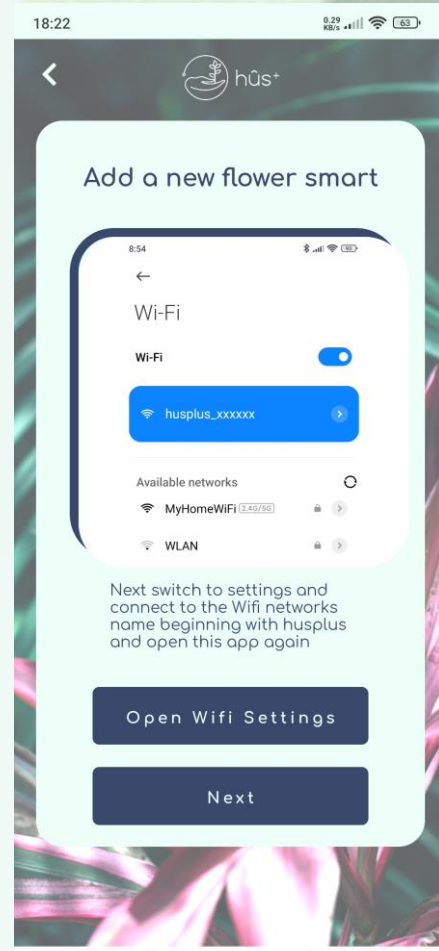 18:22
0.29 KB/s 63
hûs+
Add a new flower smart
8:54
90
Wi-Fi
Wi-Fi
husplus_xxxxxx
Available networks
MyHomeWiFi 2.4G/5G
WLAN
Next switch to settings and
connect to the Wifi networks
name beginning with husplus
and open this app again
Open Wifi Settings
Next